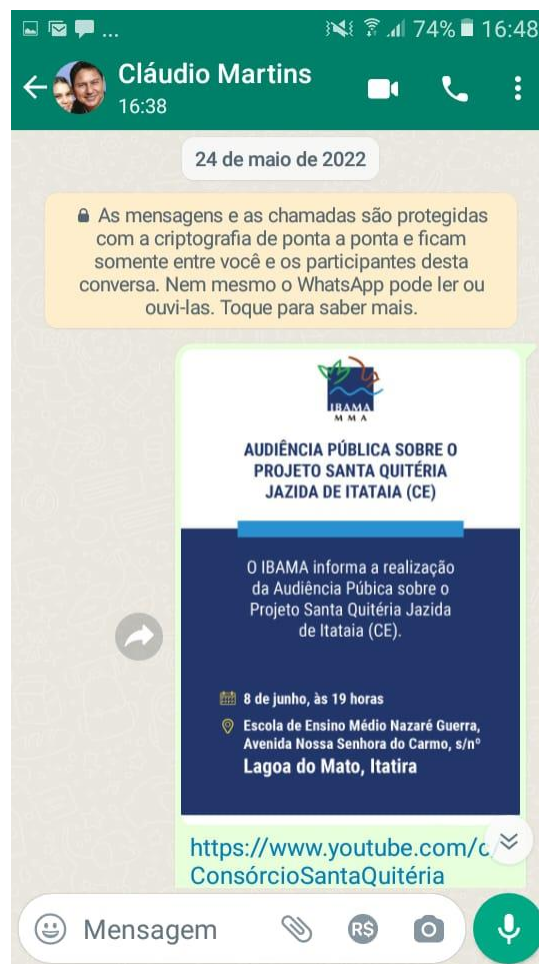 ... 74% 16:48
Cláudio Martins
16:38
24 de maio de 2022
As mensagens e as chamadas são protegidas
com a criptografia de ponta a ponta e ficam
somente entre você e os participantes desta
conversa. Nem mesmo o WhatsApp pode ler ou
ouvi-las. Toque para saber mais.
IBAMA
M M A
AUDIÊNCIA PÚBLICA SOBRE O
PROJETO SANTA QUITÉRIA
JAZIDA DE ITATAIA (CE)
O IBAMA informa a realização
da Audiência Púbica sobre o
Projeto Santa Quitéria Jazida
de Itataia (CE).
8 de junho, às 19 horas
Escola de Ensino Médio Nazaré Guerra,
Avenida Nossa Senhora do Carmo, s/nº
Lagoa do Mato, Itatira
https://www.youtube.com/c/
ConsórcioSantaQuitéria
Mensagem R$